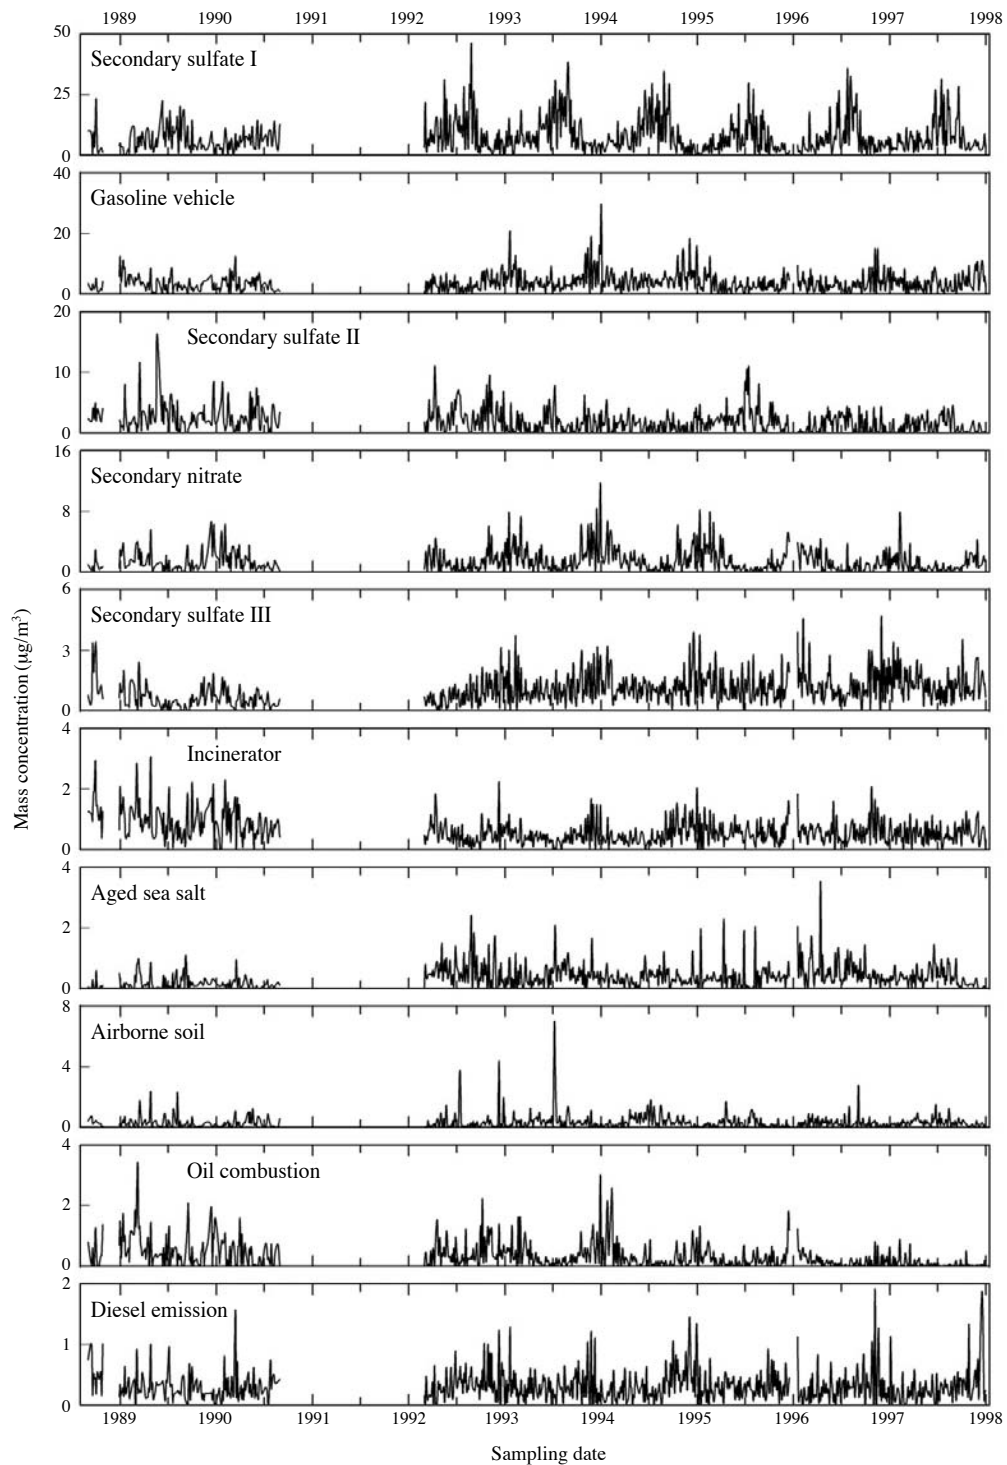 1989 1990 1991 1992 1993 1994 1995 1996 1997 1998
50
Secondary sulfate I
25
0
40
Gasoline vehicle
20
0
20
Secondary sulfate II
10
0
16
Secondary nitrate
8
0
6
Secondary sulfate III
3
0
4
Incinerator
2
0
4
Aged sea salt
2
0
8
Airborne soil
4
0
4
Oil combustion
2
0
2
Diesel emission
1
0
1989 1990 1991 1992 1993 1994 1995 1996 1997 1998
Mass concentration (μg/m³)
Sampling date